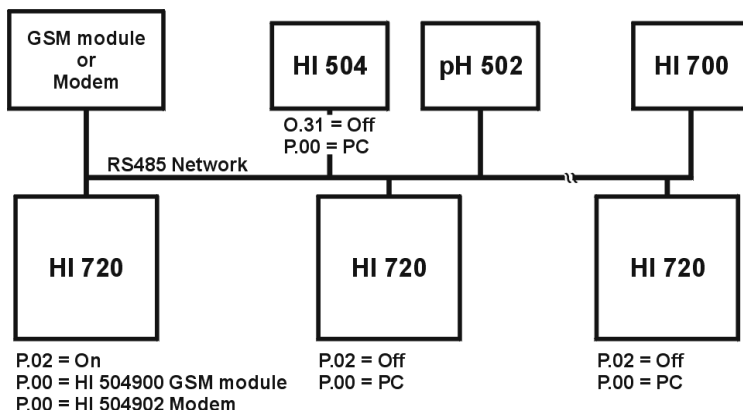 GSM module
or
Modem
HI 504
pH 502
HI 700
O.31 = Off
P.00 = PC
RS485 Network
HI 720
HI 720
HI 720
P.02 = On
P.00 = HI 504900 GSM module
P.00 = HI 504902 Modem
P.02 = Off
P.00 = PC
P.02 = Off
P.00 = PC